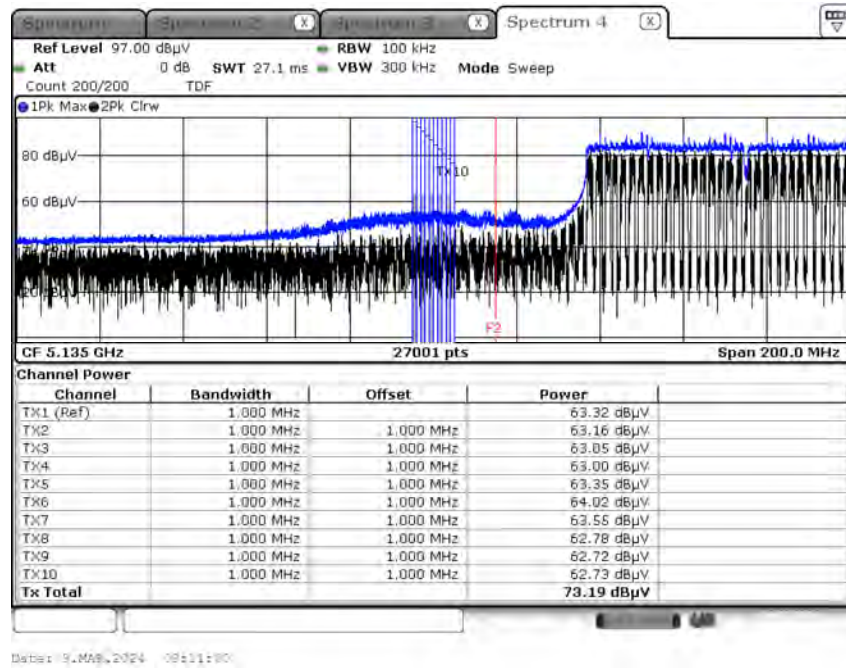 Spectrum 4
Ref Level 97.00 dBµV RBW 100 kHz
Att 0 dB SWT 27.1 ms VBW 300 kHz Mode Sweep
Count 200/200 TDF
1Pk Max 2Pk Clrw
80 dBµV
TX10
60 dBµV
F2
CF 5.135 GHz 27001 pts Span 200.0 MHz
Channel Power
Channel Bandwidth Offset Power
TX1 (Ref) 1.000 MHz 63.32 dBµV
TX2 1.000 MHz 1.000 MHz 63.16 dBµV
TX3 1.000 MHz 1.000 MHz 63.05 dBµV
TX4 1.000 MHz 1.000 MHz 63.00 dBµV
TX5 1.000 MHz 1.000 MHz 63.35 dBµV
TX6 1.000 MHz 1.000 MHz 64.02 dBµV
TX7 1.000 MHz 1.000 MHz 63.55 dBµV
TX8 1.000 MHz 1.000 MHz 62.78 dBµV
TX9 1.000 MHz 1.000 MHz 62.72 dBµV
TX10 1.000 MHz 1.000 MHz 62.73 dBµV
Tx Total 73.19 dBµV
Date: 9.MAR.2024